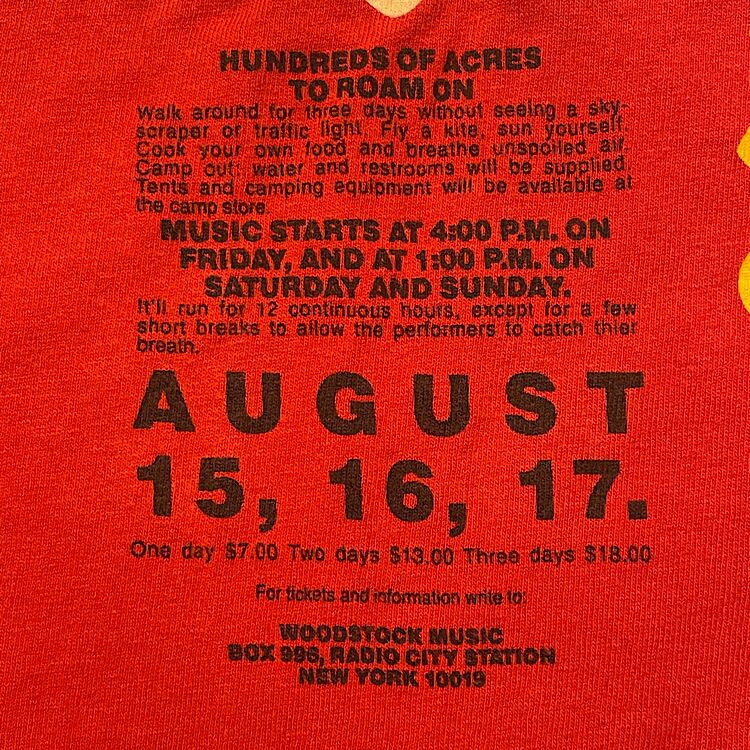 HUNDREDS OF ACRES
TO ROAM ON
Walk around for three days without seeing a sky-
scraper or traffic light. Fly a kite, sun yourself.
Cook your own food and breathe unspoiled air.
Camp out: water and restrooms will be supplied.
Tents and camping equipment will be available at
the camp store.
MUSIC STARTS AT 4:00 P.M. ON
FRIDAY, AND AT 1:00 P.M. ON
SATURDAY AND SUNDAY.
It'll run for 12 continuous hours, except for a few
short breaks to allow the performers to catch thier
breath.
AUGUST
15, 16, 17.
One day $7.00 Two days $13.00 Three days $18.00
For tickets and information write to:
WOODSTOCK MUSIC
BOX 996, RADIO CITY STATION
NEW YORK 10019